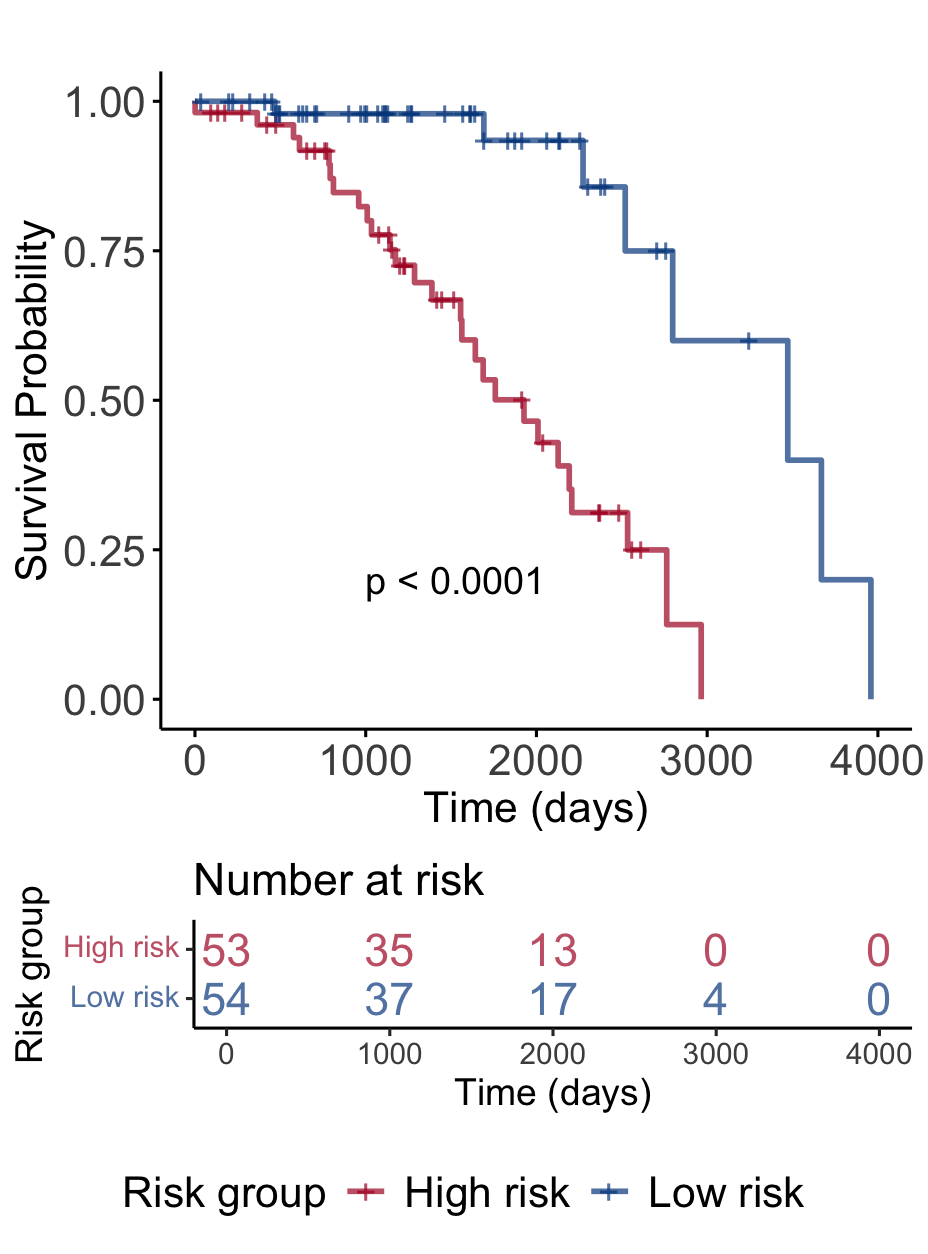 1.00
0.75
0.50
0.25
0.00
Survival Probability
p < 0.0001
0 1000 2000 3000 4000
Time (days)
Number at risk
Risk group
High risk 53 35 13 0 0
Low risk 54 37 17 4 0
0 1000 2000 3000 4000
Time (days)
Risk group High risk Low risk